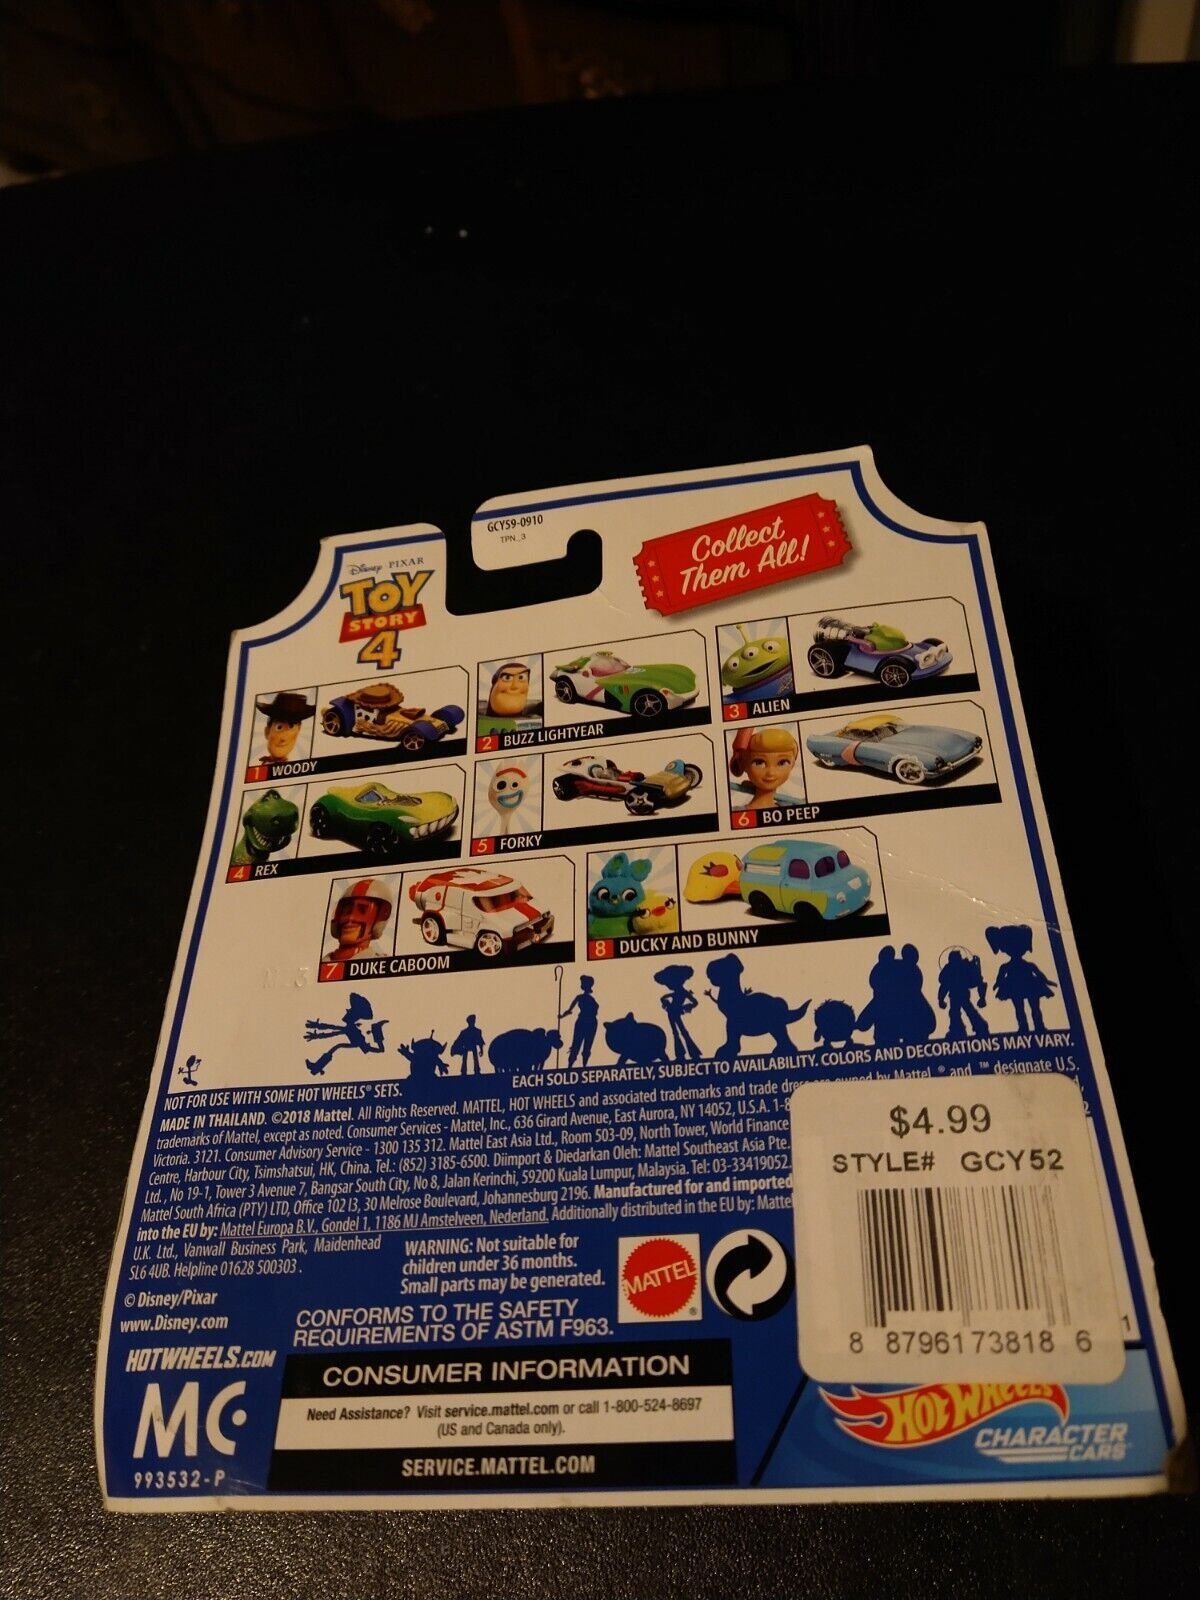 GCY59-0910
TPN_3
Collect
Them All!
Disney PIXAR
TOY
STORY
4
1 WOODY
2 BUZZ LIGHTYEAR
3 ALIEN
4 REX
5 FORKY
6 BO PEEP
7 DUKE CABOOM
8 DUCKY AND BUNNY
NOT FOR USE WITH SOME HOT WHEELS® SETS.
EACH SOLD SEPARATELY, SUBJECT TO AVAILABILITY. COLORS AND DECORATIONS MAY VARY.
MADE IN THAILAND. ©2018 Mattel. All Rights Reserved. MATTEL, HOT WHEELS and associated trademarks and trade dress are owned by Mattel. ® and ™ designate U.S.
trademarks of Mattel, except as noted. Consumer Services - Mattel, Inc., 636 Girard Avenue, East Aurora, NY 14052, U.S.A. 1-8
Victoria. 3121. Consumer Advisory Service - 1300 135 312. Mattel East Asia Ltd., Room 503-09, North Tower, World Finance
Centre, Harbour City, Tsimshatsui, HK, China. Tel.: (852) 3185-6500. Diimport & Diedarkan Oleh: Mattel Southeast Asia Pte.
Ltd., No 19-1, Tower 3 Avenue 7, Bangsar South City, No 8, Jalan Kerinchi, 59200 Kuala Lumpur, Malaysia. Tel: 03-33419052.
Mattel South Africa (PTY) LTD, Office 102 I3, 30 Melrose Boulevard, Johannesburg 2196. Manufactured for and imported
into the EU by: Mattel Europa B.V., Gondel 1, 1186 MJ Amstelveen, Nederland. Additionally distributed in the EU by: Mattel
U.K. Ltd., Vanwall Business Park, Maidenhead
SL6 4UB. Helpline 01628 500303.
© Disney/Pixar
www.Disney.com
WARNING: Not suitable for
children under 36 months.
Small parts may be generated.
MATTEL
®
CONFORMS TO THE SAFETY
REQUIREMENTS OF ASTM F963.
HOTWHEELS.COM
MC
993532-P
CONSUMER INFORMATION
Need Assistance? Visit service.mattel.com or call 1-800-524-8697
(US and Canada only).
SERVICE.MATTEL.COM
$4.99
STYLE# GCY52
8 87961 73818 6
1
HOT WHEELS
CHARACTER
CARS